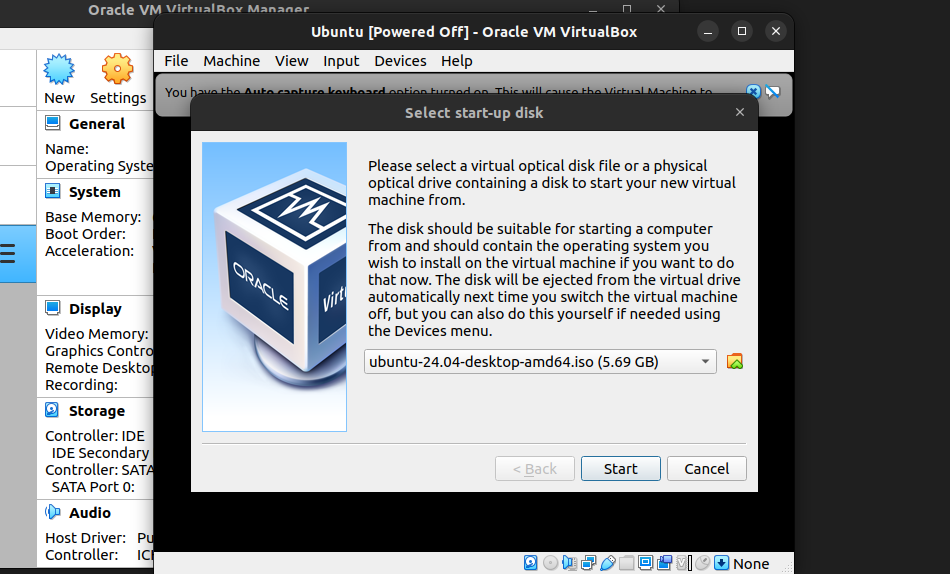 Oracle VM VirtualBox Manager
Ubuntu [Powered Off] - Oracle VM VirtualBox
File Machine View Input Devices Help
New Settings
You have the Auto capture keyboard option turned on. This will cause the Virtual Machine to
Select start-up disk
General
Name:
Operating Syste
System
Base Memory:
Boot Order:
Acceleration:
Display
Video Memory:
Graphics Contro
Remote Desktop
Recording:
Storage
Controller: IDE
IDE Secondary
Controller: SATA
SATA Port 0:
Audio
Host Driver: Pu
Controller: ICH
ORACLE
Virtu
Please select a virtual optical disk file or a physical
optical drive containing a disk to start your new virtual
machine from.
The disk should be suitable for starting a computer
from and should contain the operating system you
wish to install on the virtual machine if you want to do
that now. The disk will be ejected from the virtual drive
automatically next time you switch the virtual machine
off, but you can also do this yourself if needed using
the Devices menu.
ubuntu-24.04-desktop-amd64.iso (5.69 GB)
< Back Start Cancel
None